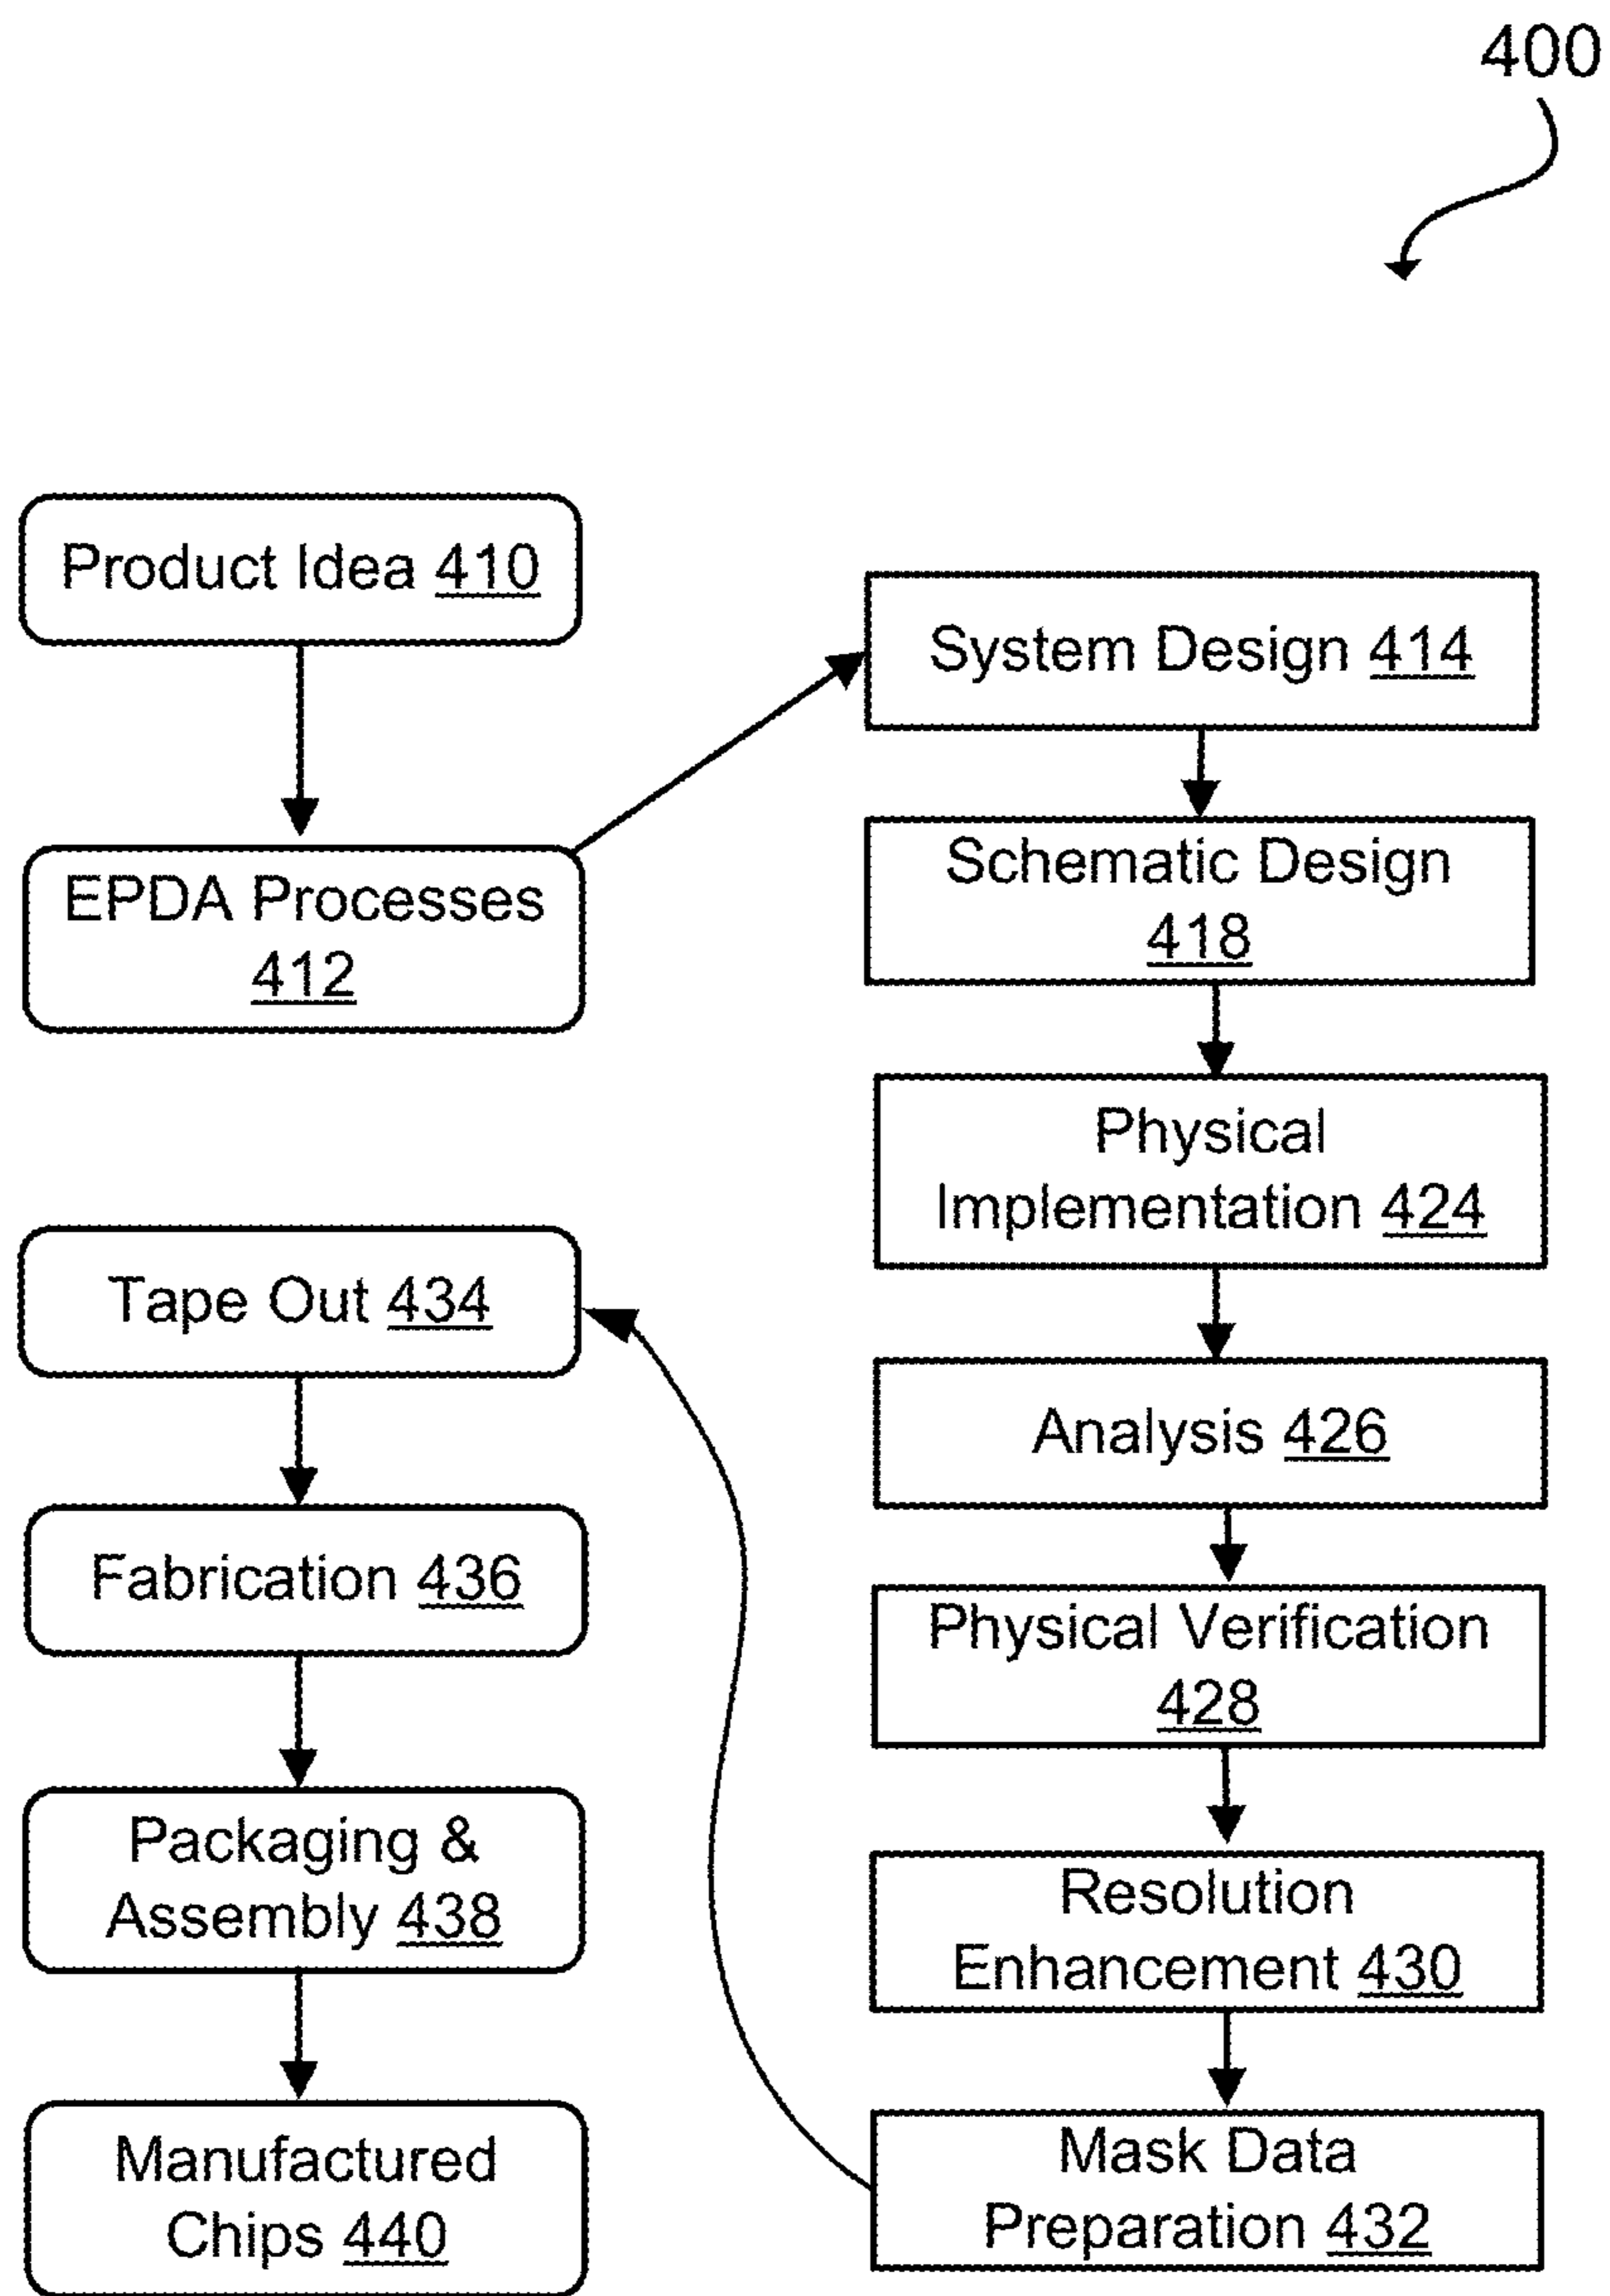 400
Product Idea 410
EPDA Processes
412
System Design 414
Schematic Design
418
Physical
Implementation 424
Analysis 426
Physical Verification
428
Resolution
Enhancement 430
Mask Data
Preparation 432
Tape Out 434
Fabrication 436
Packaging &
Assembly 438
Manufactured
Chips 440